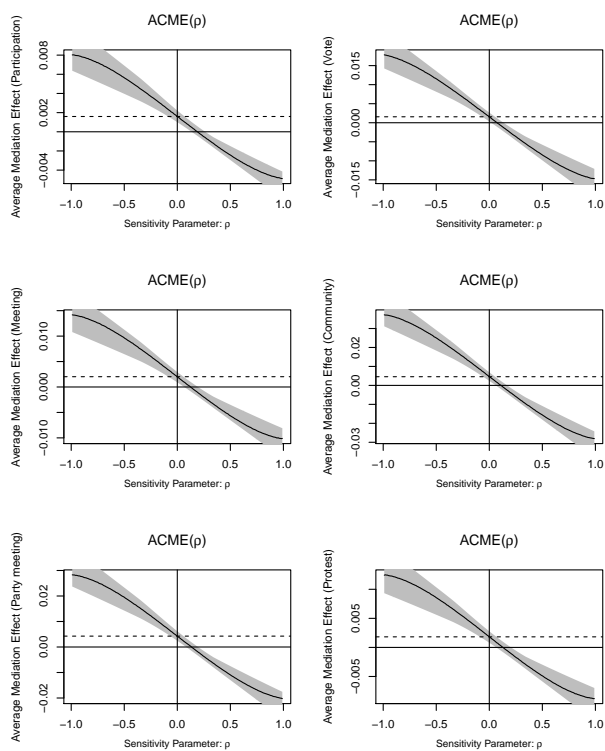 ACME(ρ)
Average Mediation Effect (Participation)
0.008
0.002
−0.004
−1.0 −0.5 0.0 0.5 1.0
Sensitivity Parameter: ρ
ACME(ρ)
Average Mediation Effect (Vote)
0.015
0.000
−0.015
−1.0 −0.5 0.0 0.5 1.0
Sensitivity Parameter: ρ
ACME(ρ)
Average Mediation Effect (Meeting)
0.010
0.000
−0.010
−1.0 −0.5 0.0 0.5 1.0
Sensitivity Parameter: ρ
ACME(ρ)
Average Mediation Effect (Community)
0.02
0.00
−0.03
−1.0 −0.5 0.0 0.5 1.0
Sensitivity Parameter: ρ
ACME(ρ)
Average Mediation Effect (Party meeting)
0.02
0.00
−0.02
−1.0 −0.5 0.0 0.5 1.0
Sensitivity Parameter: ρ
ACME(ρ)
Average Mediation Effect (Protest)
0.005
−0.005
−1.0 −0.5 0.0 0.5 1.0
Sensitivity Parameter: ρ